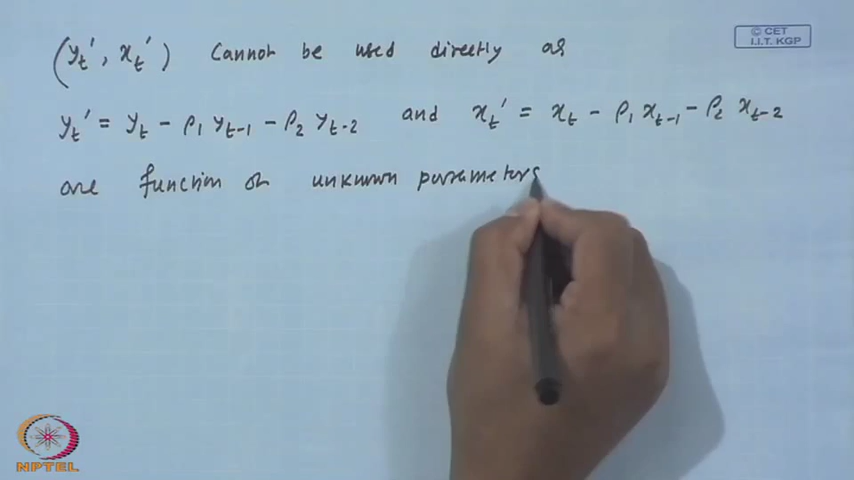 (yₜ', xₜ') Cannot be used directly as
© CET
I.I.T. KGP
yₜ' = yₜ - ρ₁ yₜ₋₁ - ρ₂ yₜ₋₂ and xₜ' = xₜ - ρ₁ xₜ₋₁ - ρ₂ xₜ₋₂
are function of unknown parameters
NPTEL